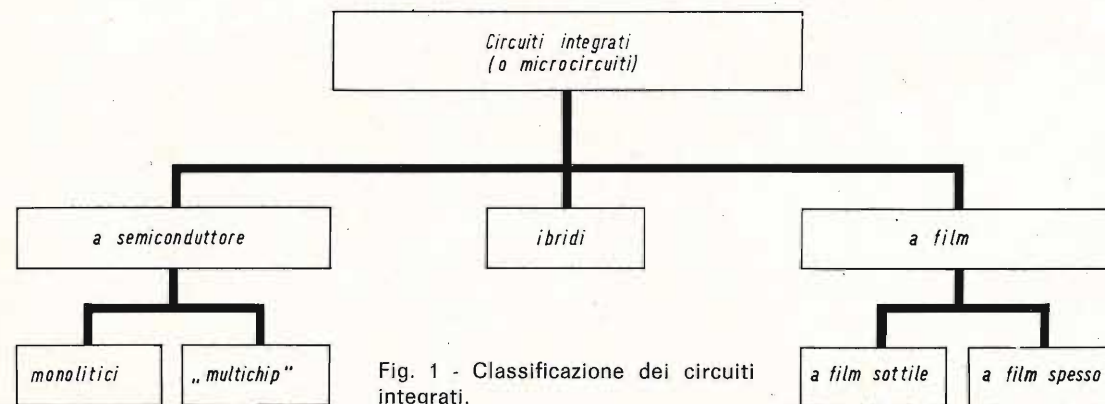 Circuiti integrati
(o microcircuiti)
a semiconduttore
ibridi
a film
monolitici
„multichip"
a film sottile
a film spesso
Fig. 1 - Classificazione dei circuiti
integrati.